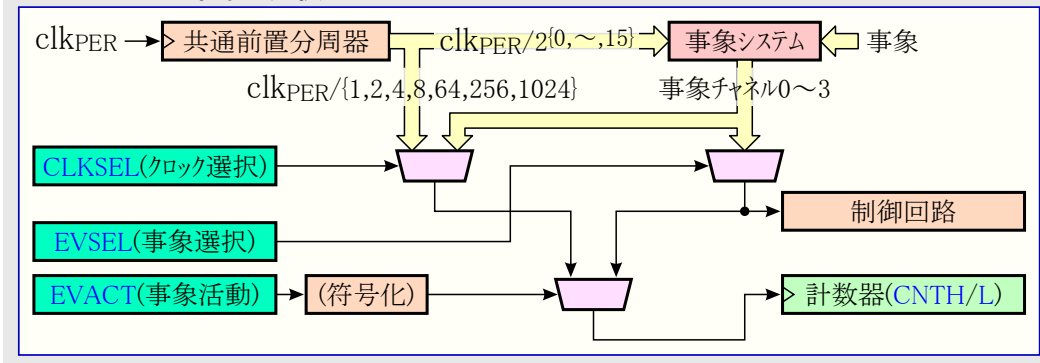 clkPER 共通前置分周器 clkPER/2{0,～,15} 事象システム 事象
clkPER/{1,2,4,8,64,256,1024} 事象チャネル0～3
CLKSEL(クロック選択)
制御回路
EVSEL(事象選択)
EVACT(事象活動) (符号化) 計数器(CNTH/L)